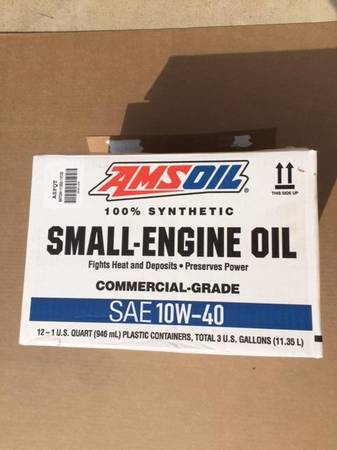 ASFQT
AMSOIL
THIS SIDE UP
100% SYNTHETIC
SMALL-ENGINE OIL
Fights Heat and Deposits • Preserves Power
COMMERCIAL-GRADE
SAE 10W-40
12–1 U.S. QUART (946 mL) PLASTIC CONTAINERS, TOTAL 3 U.S. GALLONS (11.35 L)